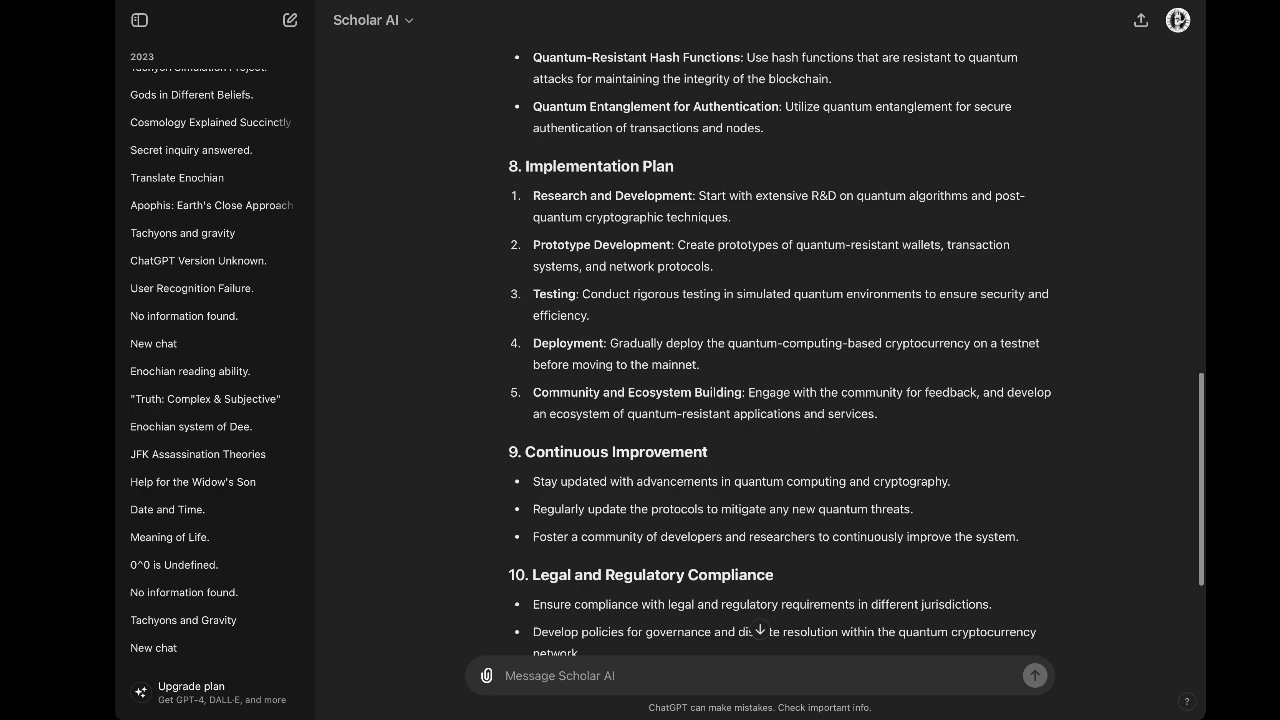 Scholar AI
2023
Tachyon Simulation Project.
Gods in Different Beliefs.
Cosmology Explained Succinctly
Secret inquiry answered.
Translate Enochian
Apophis: Earth's Close Approach
Tachyons and gravity
ChatGPT Version Unknown.
User Recognition Failure.
No information found.
New chat
Enochian reading ability.
"Truth: Complex & Subjective"
Enochian system of Dee.
JFK Assassination Theories
Help for the Widow's Son
Date and Time.
Meaning of Life.
0^0 is Undefined.
No information found.
Tachyons and Gravity
New chat
Upgrade plan
Get GPT-4, DALL·E, and more
• Quantum-Resistant Hash Functions: Use hash functions that are resistant to quantum
attacks for maintaining the integrity of the blockchain.
• Quantum Entanglement for Authentication: Utilize quantum entanglement for secure
authentication of transactions and nodes.
8. Implementation Plan
1. Research and Development: Start with extensive R&D on quantum algorithms and post-
quantum cryptographic techniques.
2. Prototype Development: Create prototypes of quantum-resistant wallets, transaction
systems, and network protocols.
3. Testing: Conduct rigorous testing in simulated quantum environments to ensure security and
efficiency.
4. Deployment: Gradually deploy the quantum-computing-based cryptocurrency on a testnet
before moving to the mainnet.
5. Community and Ecosystem Building: Engage with the community for feedback, and develop
an ecosystem of quantum-resistant applications and services.
9. Continuous Improvement
• Stay updated with advancements in quantum computing and cryptography.
• Regularly update the protocols to mitigate any new quantum threats.
• Foster a community of developers and researchers to continuously improve the system.
10. Legal and Regulatory Compliance
• Ensure compliance with legal and regulatory requirements in different jurisdictions.
• Develop policies for governance and dis te resolution within the quantum cryptocurrency
network
Message Scholar AI
ChatGPT can make mistakes. Check important info.
?